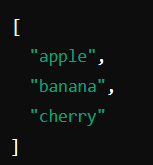 [
  "apple",
  "banana",
  "cherry"
]